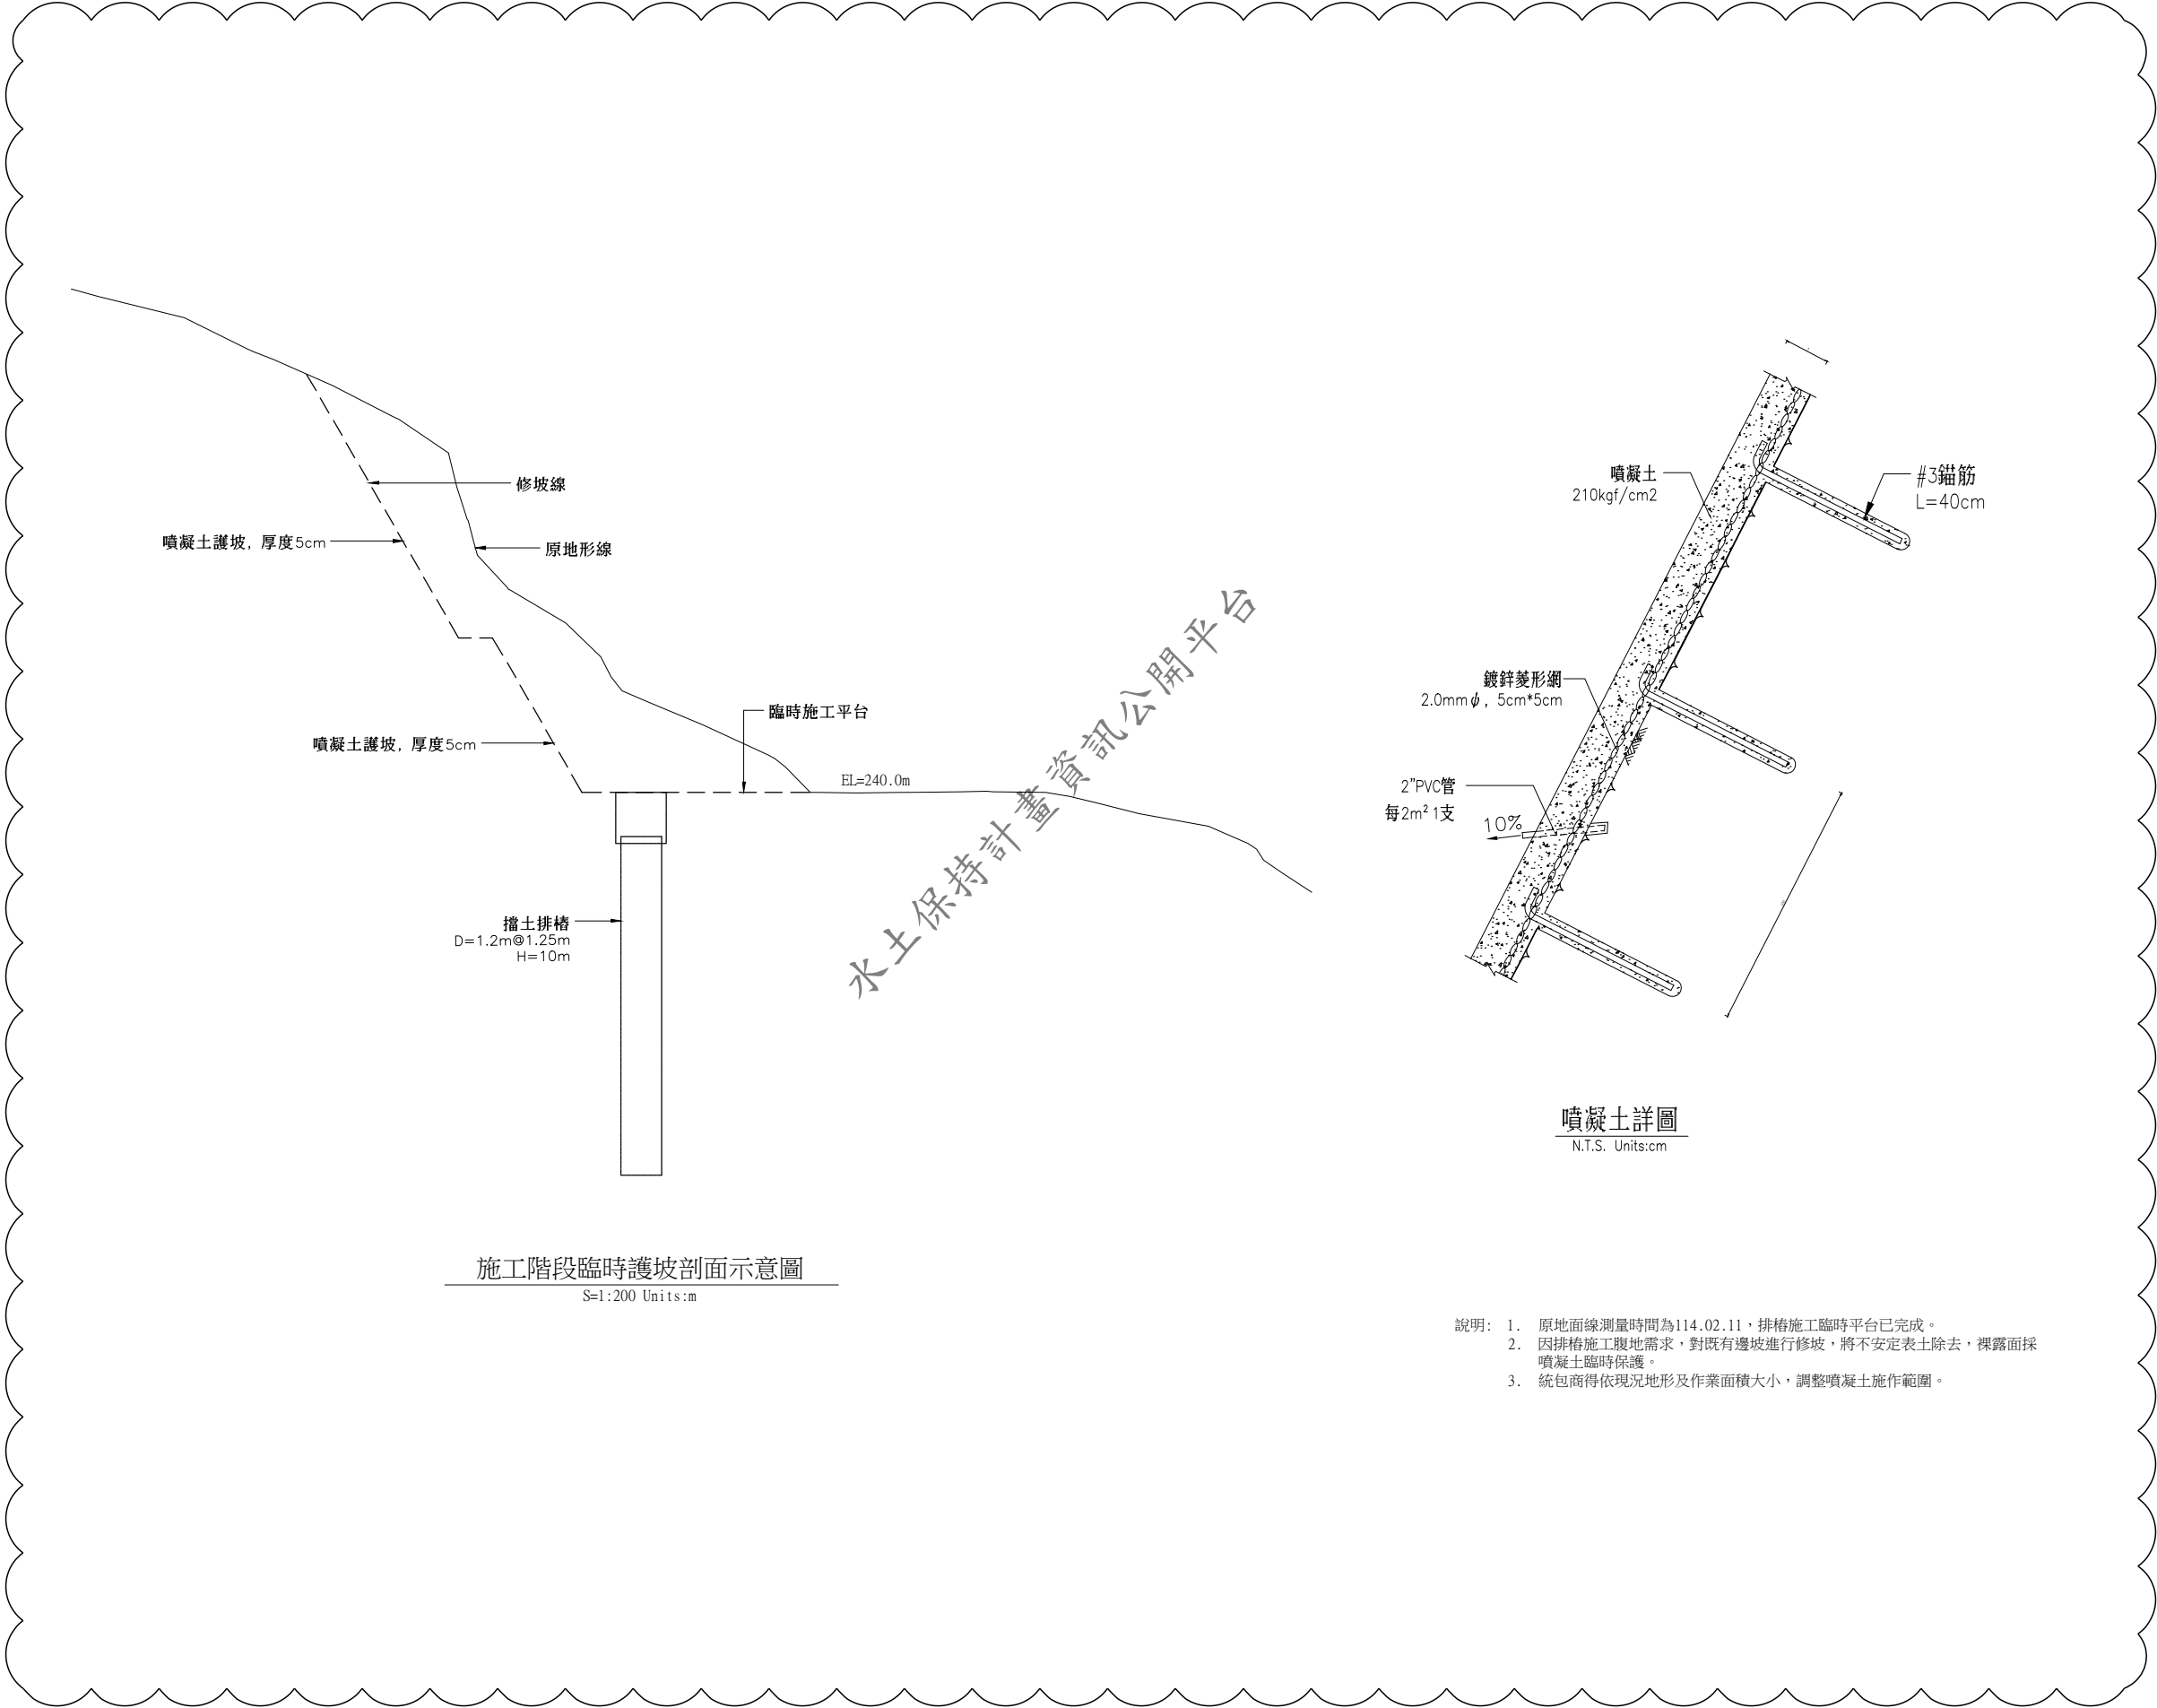 修坡線
噴凝土護坡, 厚度5cm
原地形線
臨時施工平台
噴凝土護坡, 厚度5cm
EL=240.0m
擋土排樁
D=1.2m@1.25m
H=10m
施工階段臨時護坡剖面示意圖
S=1:200 Units:m
水土保持計畫資訊公開平台
噴凝土
210kgf/cm2
#3錨筋
L=40cm
鍍鋅菱形網
2.0mmϕ, 5cm*5cm
2"PVC管
每2m² 1支
10%
噴凝土詳圖
N.T.S. Units:cm
說明: 1. 原地面線測量時間為114.02.11，排樁施工臨時平台已完成。
2. 因排樁施工腹地需求，對既有邊坡進行修坡，將不安定表土除去，裸露面採
噴凝土臨時保護。
3. 統包商得依現況地形及作業面積大小，調整噴凝土施作範圍。